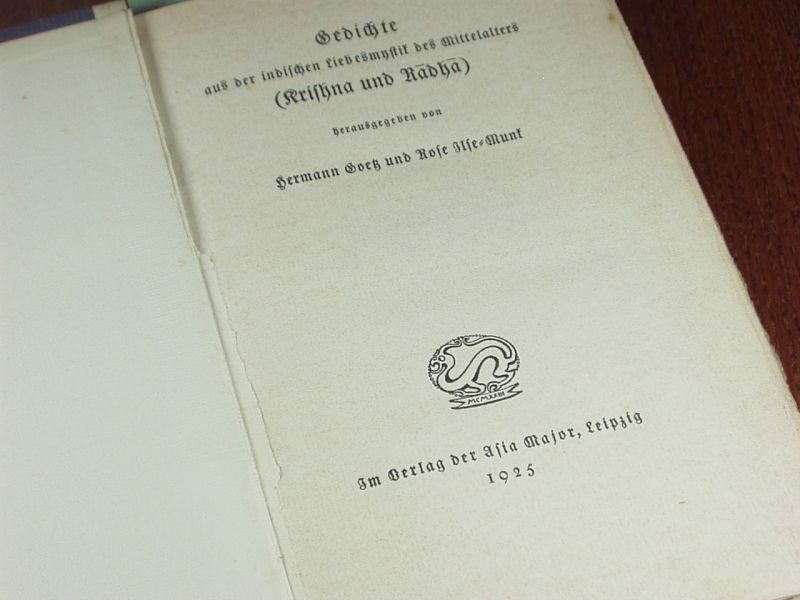 Gedichte
aus der indischen Liebesmystik des Mittelalters
(Krishna und Rādhā)
herausgegeben von
Hermann Goetz und Rose Ilse-Munk
MCMXXIII
Im Verlag der Asia Major, Leipzig
1925